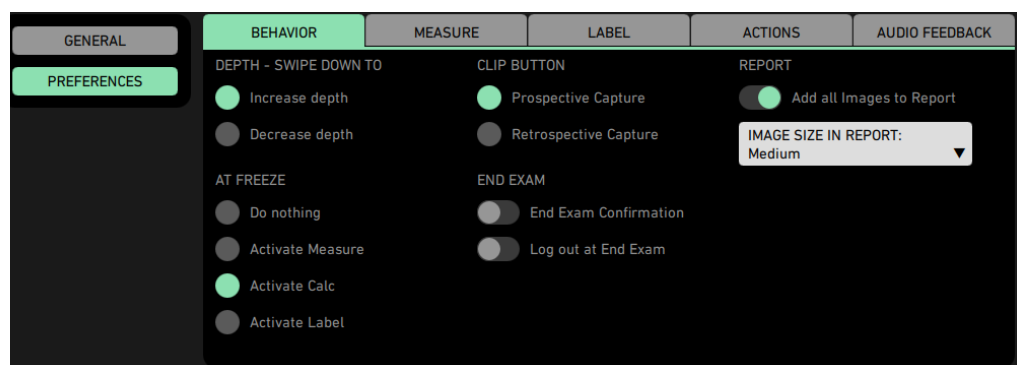 GENERAL
PREFERENCES
BEHAVIOR
MEASURE
LABEL
ACTIONS
AUDIO FEEDBACK
DEPTH - SWIPE DOWN TO
Increase depth
Decrease depth
AT FREEZE
Do nothing
Activate Measure
Activate Calc
Activate Label
CLIP BUTTON
Prospective Capture
Retrospective Capture
END EXAM
End Exam Confirmation
Log out at End Exam
REPORT
Add all Images to Report
IMAGE SIZE IN REPORT:
Medium